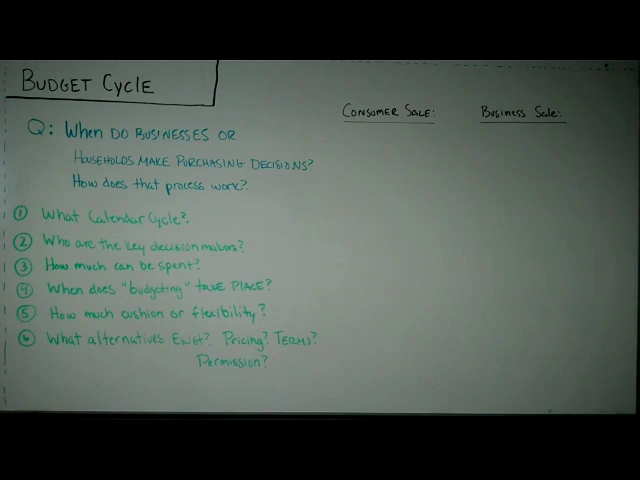 BUDGET CYCLE
CONSUMER SALE:
Business Sale:
Q: When DO BUSINESSES OR
HOUSEHOLDS MAKE PURCHASING DECISIONS?
How does that process work?
① What Calendar Cycle?
② Who are the key decision makers?
③ How much can be spent?
④ When does "budgeting" take PLACE?
⑤ How much cushion or flexibility?
⑥ What alternatives Exist? Pricing? TERMS?
Permission?